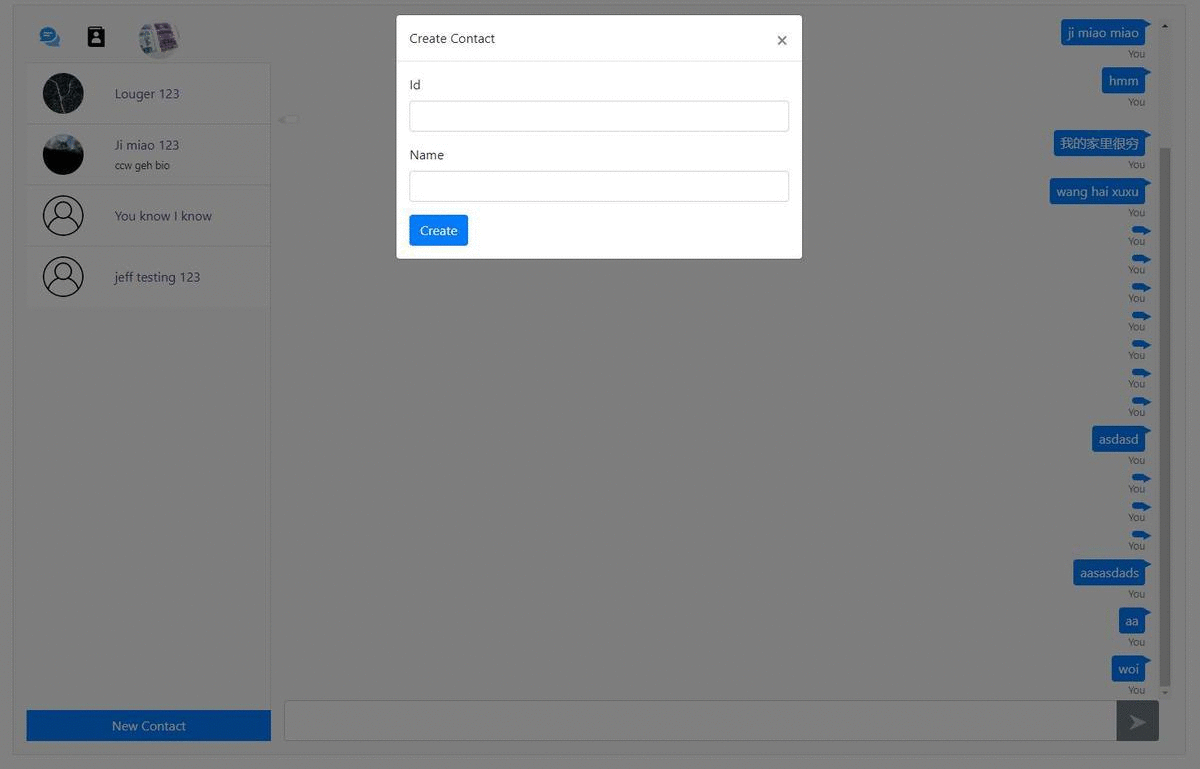 Louger 123
Ji miao 123
ccw geh bio
You know I know
jeff testing 123
New Contact
Create Contact
×
Id
Name
Create
ji miao miao
You
hmm
You
我的家里很穷
You
wang hai xuxu
You
You
You
You
You
You
You
You
asdasd
You
You
You
You
aasasdads
You
aa
You
woi
You